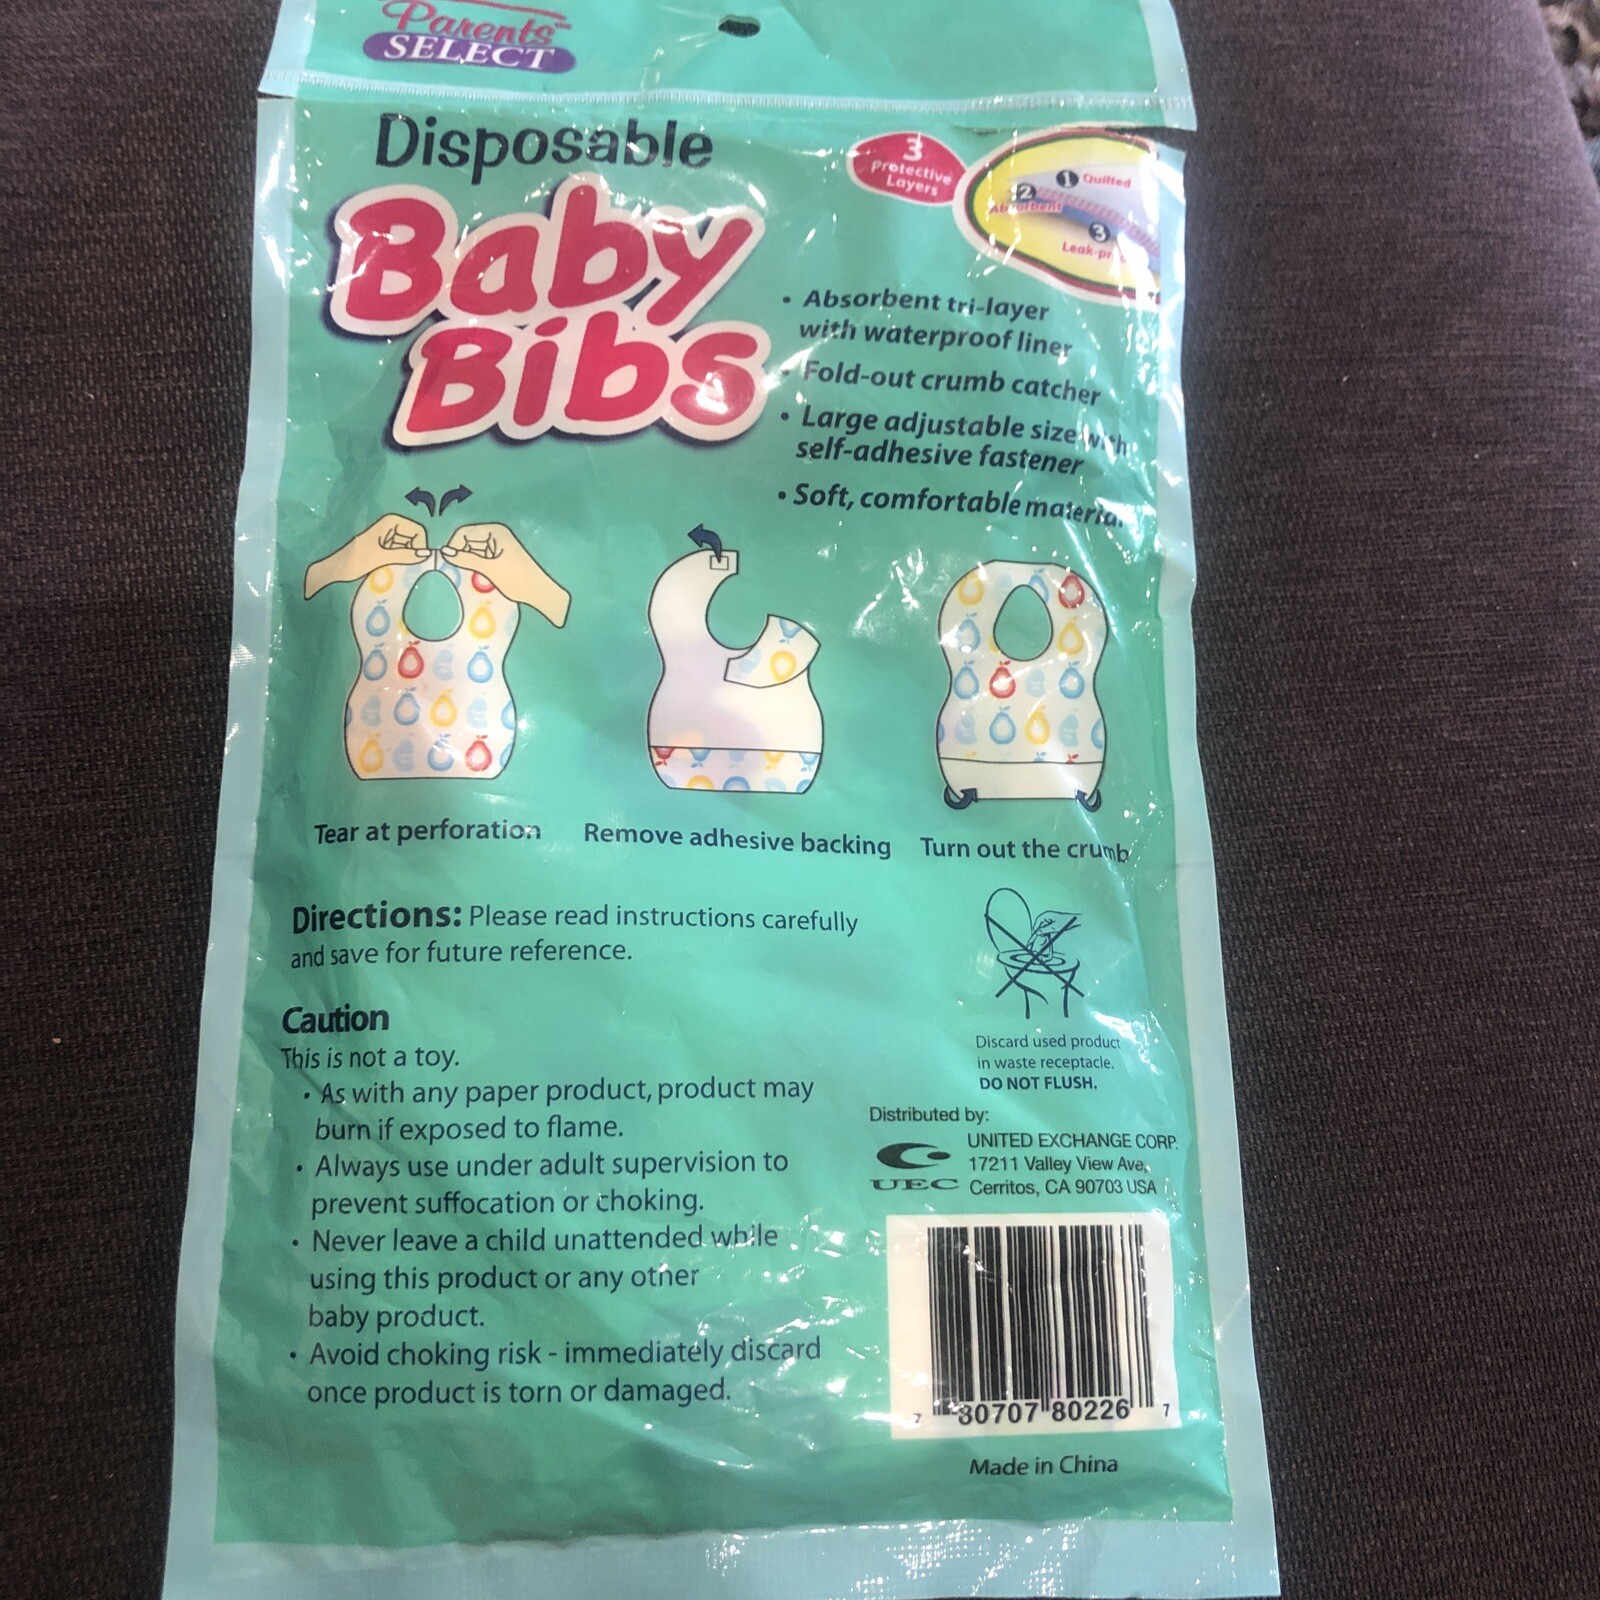 Parents™
SELECT
Disposable
Baby
Bibs
3
Protective
Layers
1 Quilted
2
Absorbent
3
• Absorbent tri-layer
with waterproof liner
• Fold-out crumb catcher
• Large adjustable size with
self-adhesive fastener
• Soft, comfortable material
Tear at perforation
Remove adhesive backing
Turn out the crumb
Directions: Please read instructions carefully
and save for future reference.
Caution
This is not a toy.
• As with any paper product, product may
burn if exposed to flame.
• Always use under adult supervision to
prevent suffocation or choking.
• Never leave a child unattended while
using this product or any other
baby product.
• Avoid choking risk - immediately discard
once product is torn or damaged.
Discard used product
in waste receptacle.
DO NOT FLUSH.
Distributed by:
UEC
UNITED EXCHANGE CORP.
17211 Valley View Ave,
Cerritos, CA 90703 USA
7 80707 80226 7
Made in China